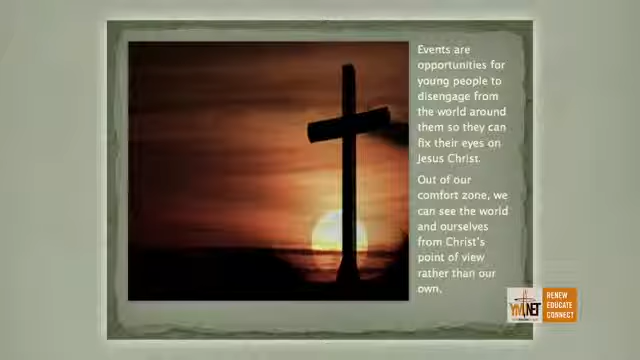 Events are
opportunities for
young people to
disengage from
the world around
them so they can
fix their eyes on
Jesus Christ.
Out of our
comfort zone, we
can see the world
and ourselves
from Christ's
point of view
rather than our
own.
YM.NET
RENEW
EDUCATE
CONNECT